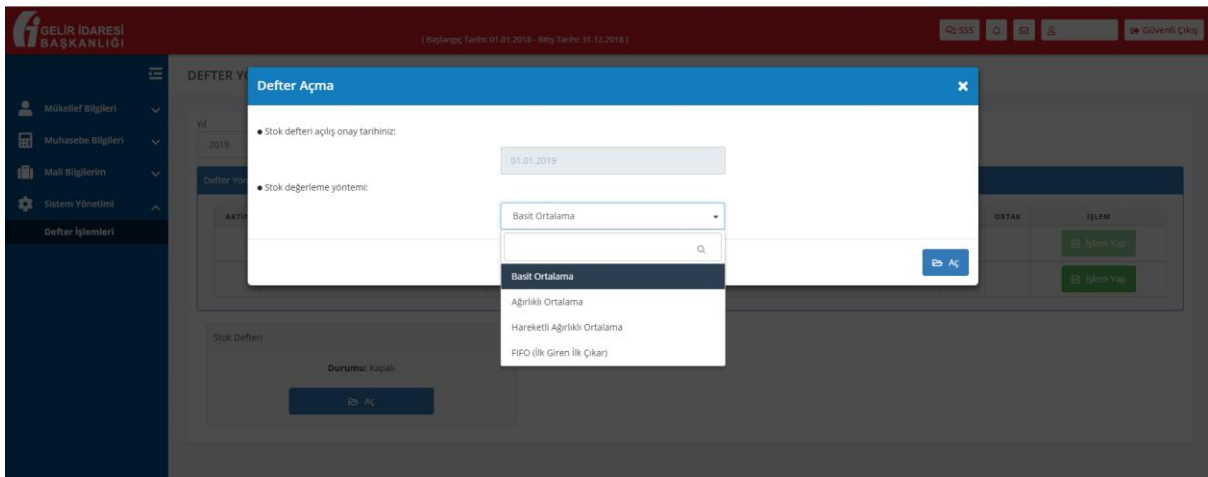 GELİR İDARESİ
BAŞKANLIĞI
( Başlangıç Tarihi: 01.01.2018 - Bitiş Tarihi: 31.12.2018 )
SSS
Güvenli Çıkış
DEFTER
Defter Açma
Mükellef Bilgileri
Muhasebe Bilgileri
Mali Bilgilerim
Sistem Yönetimi
Defter İşlemleri
Yıl
2019
Stok defteri açılış onay tarihiniz:
01.01.2019
Defter
Stok değerleme yöntemi:
Basit Ortalama
ORTAK
İŞLEM
İşlem Yap
Aç
Basit Ortalama
İşlem Yap
Ağırlıklı Ortalama
Hareketli Ağırlıklı Ortalama
FIFO (İlk Giren İlk Çıkar)
Stok Defteri
Durumu: Kapalı
Aç